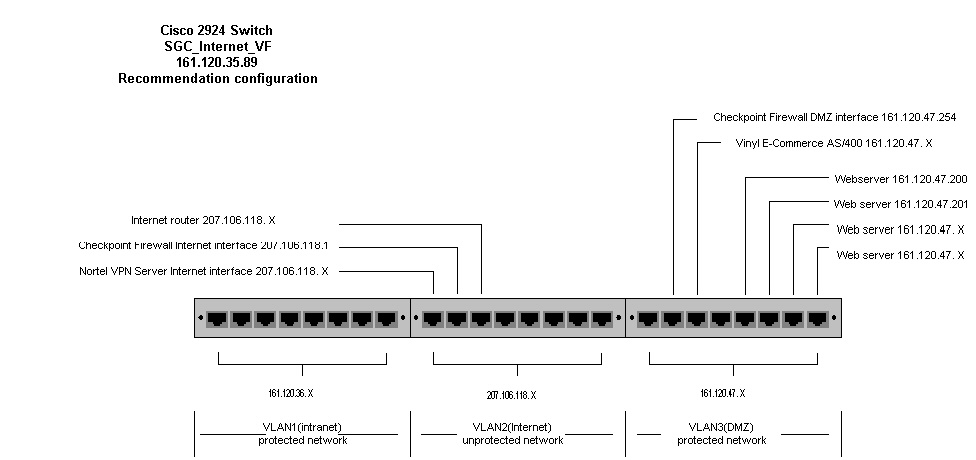 Cisco 2924 Switch
SGC_Internet_VF
161.120.35.89
Recommendation configuration
Checkpoint Firewall DMZ interface 161.120.47.254
Vinyl E-Commerce AS/400 161.120.47. X
Webserver 161.120.47.200
Web server 161.120.47.201
Web server 161.120.47. X
Web server 161.120.47. X
Internet router 207.106.118. X
Checkpoint Firewall Internet interface 207.106.118.1
Nortel VPN Server Internet interface 207.106.118. X
161.120.36. X
207.106.118. X
161.120.47. X
VLAN1(intranet)
protected network
VLAN2(Internet)
unprotected network
VLAN3(DMZ)
protected network